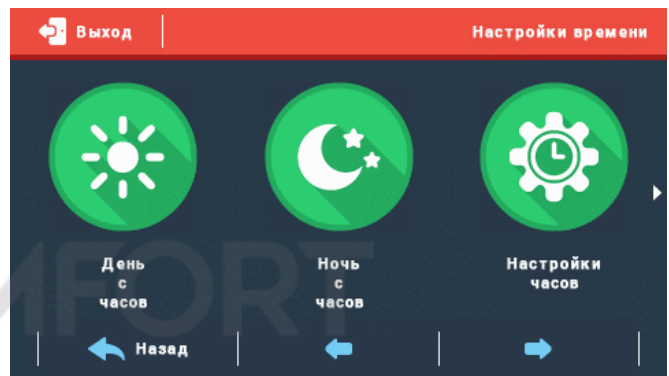 Выход
Настройки времени
День
с
часов
Ночь
с
часов
Настройки
часов
Назад